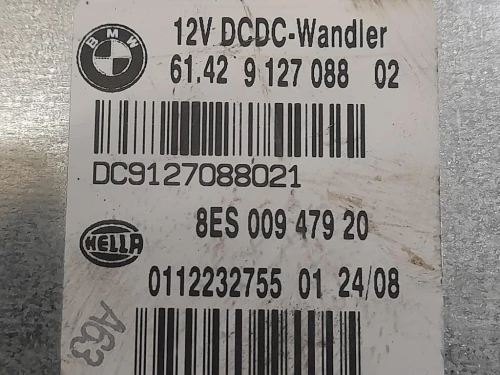 BMW
12V DCDC-Wandler
61.42 9 127 088 02
DC9127088021
HELLA
8ES 009 479 20
0112232755 01 24/08
A63